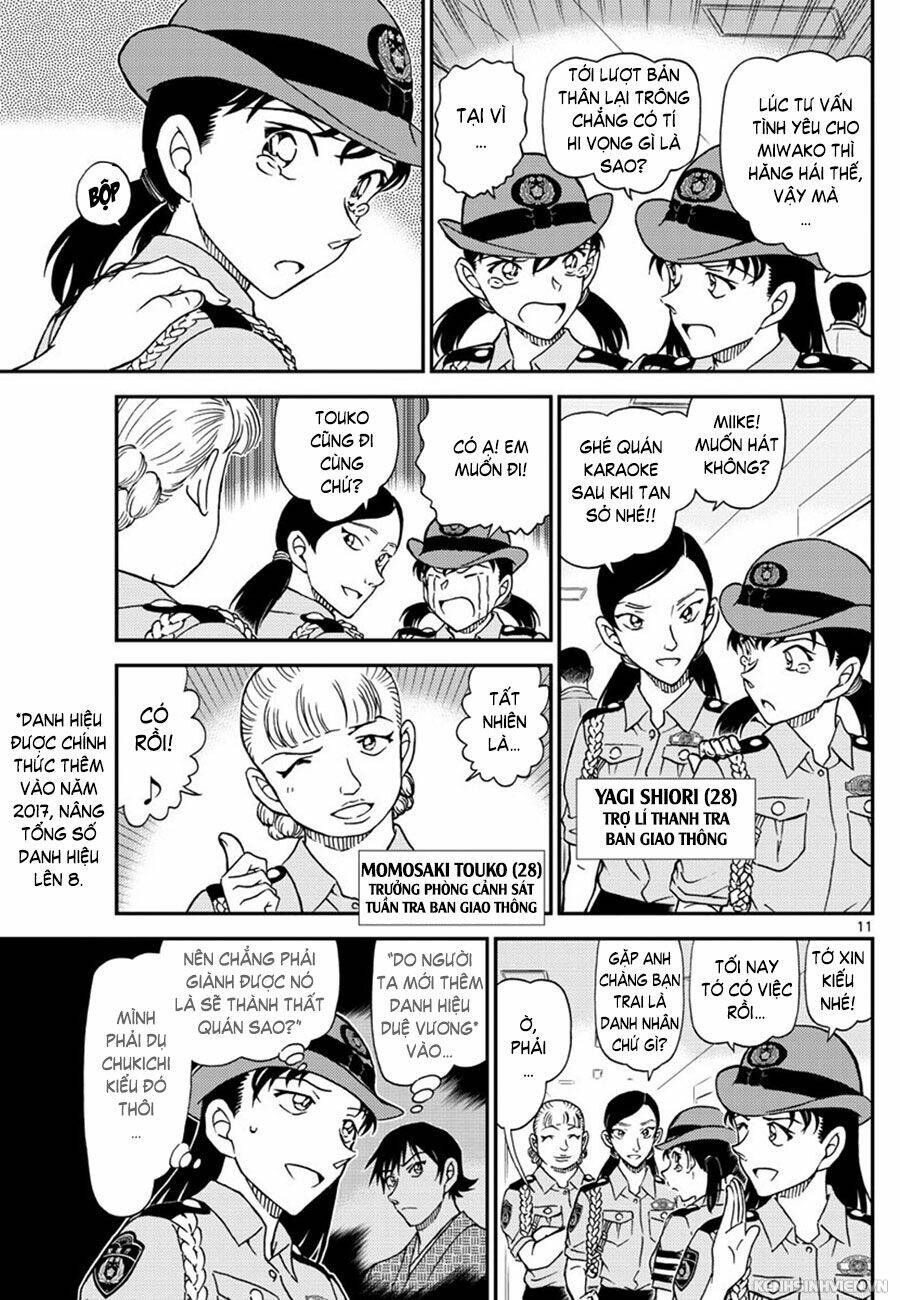 LÚC TƯ VẤN
TÌNH YÊU CHO
MIWAKO THÌ
HĂNG HÁI THẾ,
VẬY MÀ
...
TỚI LƯỢT BẢN
THÂN LẠI TRÔNG
CHẲNG CÓ TÍ
HI VỌNG GÌ LÀ
SAO?
TẠI VÌ
...
BỘP
MIIKE!
MUỐN HÁT
KHÔNG?
GHÉ QUÁN
KARAOKE
SAU KHI TAN
SỞ NHÉ!!
YAGI SHIORI (28)
TRỢ LÍ THANH TRA
BAN GIAO THÔNG
CÓ Ạ! EM
MUỐN ĐI!
TOUKO
CŨNG ĐI
CÙNG
CHỨ?
TẤT
NHIÊN
LÀ...
CÓ
RỒI!
MOMOSAKI TOUKO (28)
TRƯỞNG PHÒNG CẢNH SÁT
TUẦN TRA BAN GIAO THÔNG
*DANH HIỆU
ĐƯỢC CHÍNH
THỨC THÊM
VÀO NĂM
2017, NÂNG
TỔNG SỐ
DANH HIỆU
LÊN 8.
11
TỚ XIN
KIẾU
NHÉ!
TỐI NAY
TỚ CÓ VIỆC
RỒI...
GẶP ANH
CHÀNG BẠN
TRAI LÀ
DANH NHÂN
CHỨ GÌ?
Ờ,
PHẢI
...
"DO NGƯỜI
TA MỚI THÊM
DANH HIỆU
DUỆ VƯƠNG*
VÀO...
NÊN CHẲNG PHẢI
GIÀNH ĐƯỢC NÓ
LÀ SẼ THÀNH THẤT
QUÁN SAO?"
MÌNH
PHẢI DỤ
CHUKICHI
KIỂU ĐÓ
THÔI
...
KENHSINHVIEN.VN